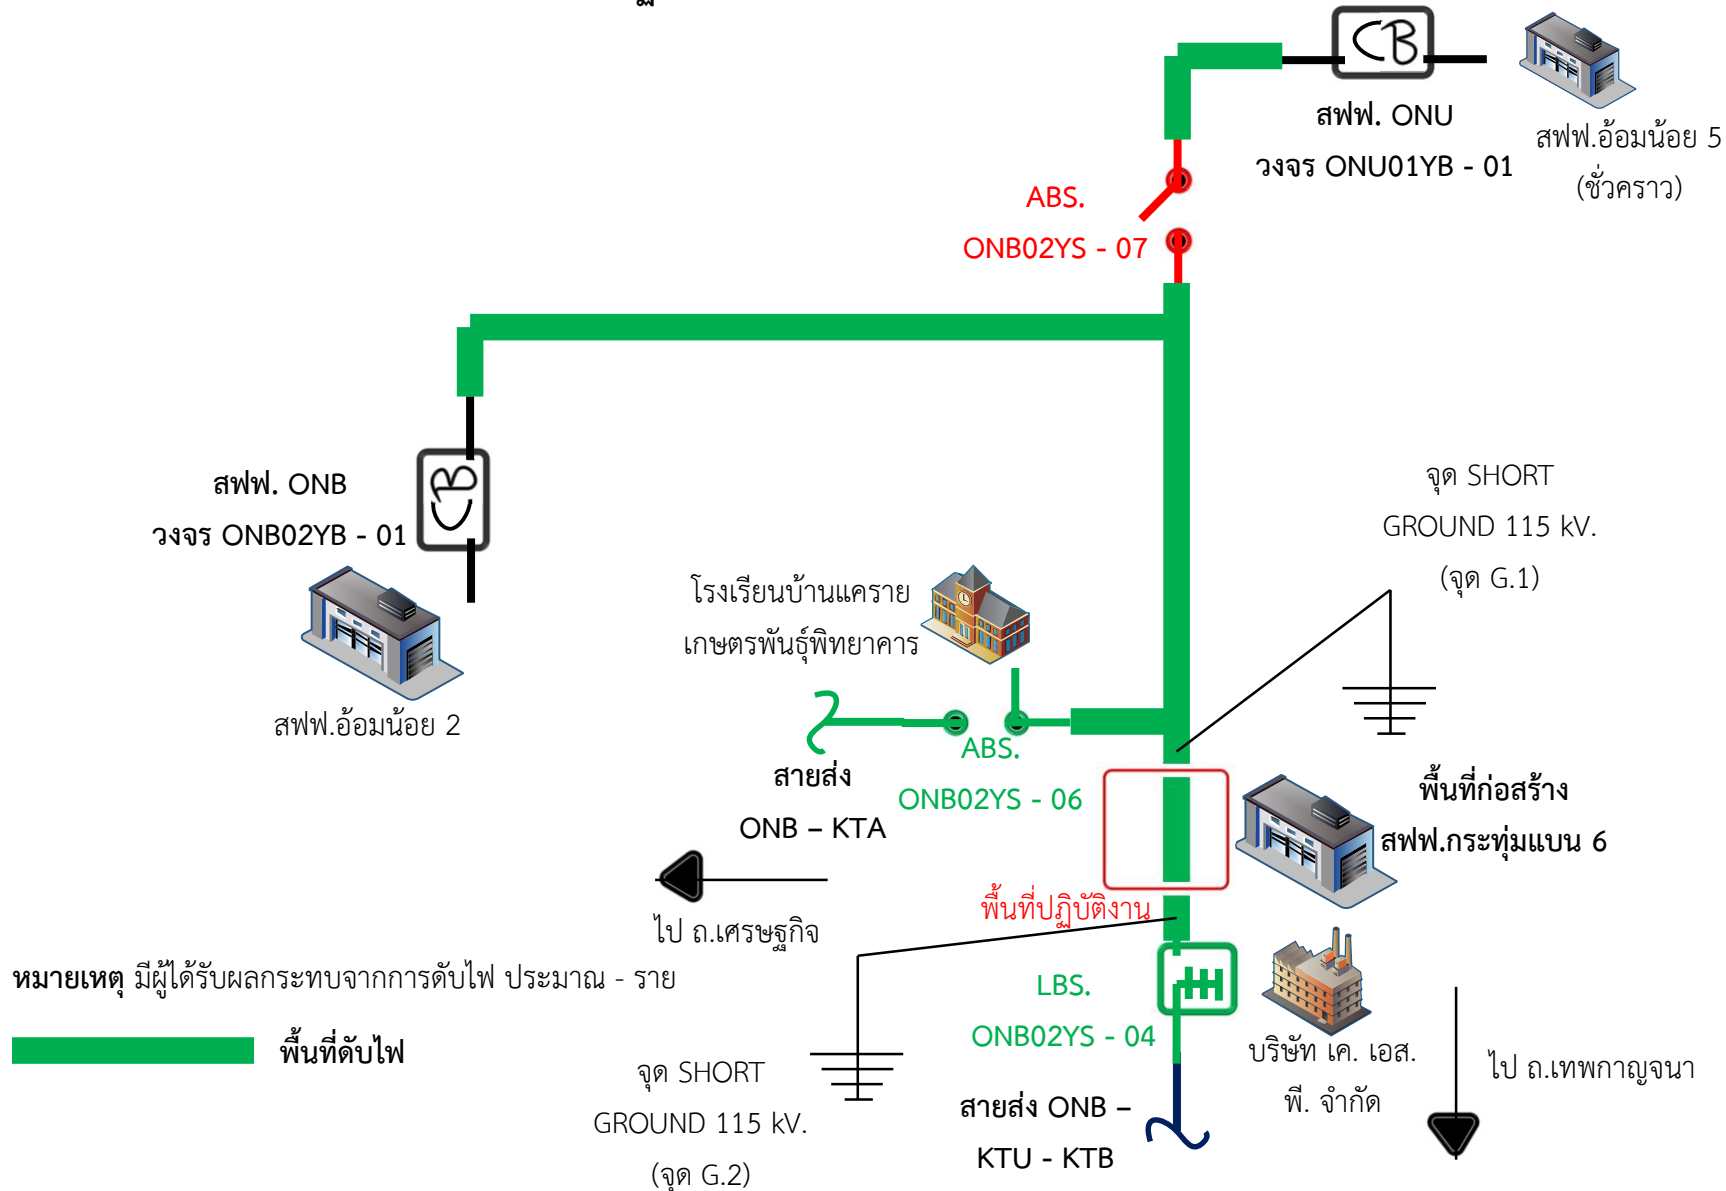 CB
สฟฟ. ONU
วงจร ONU01YB - 01
สฟฟ.อ้อมน้อย 5
(ชั่วคราว)
ABS.
ONB02YS - 07
สฟฟ. ONB
วงจร ONB02YB - 01
CB
สฟฟ.อ้อมน้อย 2
จุด SHORT
GROUND 115 kV.
(จุด G.1)
โรงเรียนบ้านแคราย
เกษตรพันธุ์พิทยาคาร
ABS.
ONB02YS - 06
สายส่ง
ONB – KTA
พื้นที่ก่อสร้าง
สฟฟ.กระทุ่มแบน 6
พื้นที่ปฏิบัติงาน
ไป ถ.เศรษฐกิจ
หมายเหตุ มีผู้ได้รับผลกระทบจากการดับไฟ ประมาณ - ราย
พื้นที่ดับไฟ
LBS.
ONB02YS - 04
บริษัท เค. เอส.
พี. จำกัด
ไป ถ.เทพกาญจนา
จุด SHORT
GROUND 115 kV.
(จุด G.2)
สายส่ง ONB –
KTU - KTB